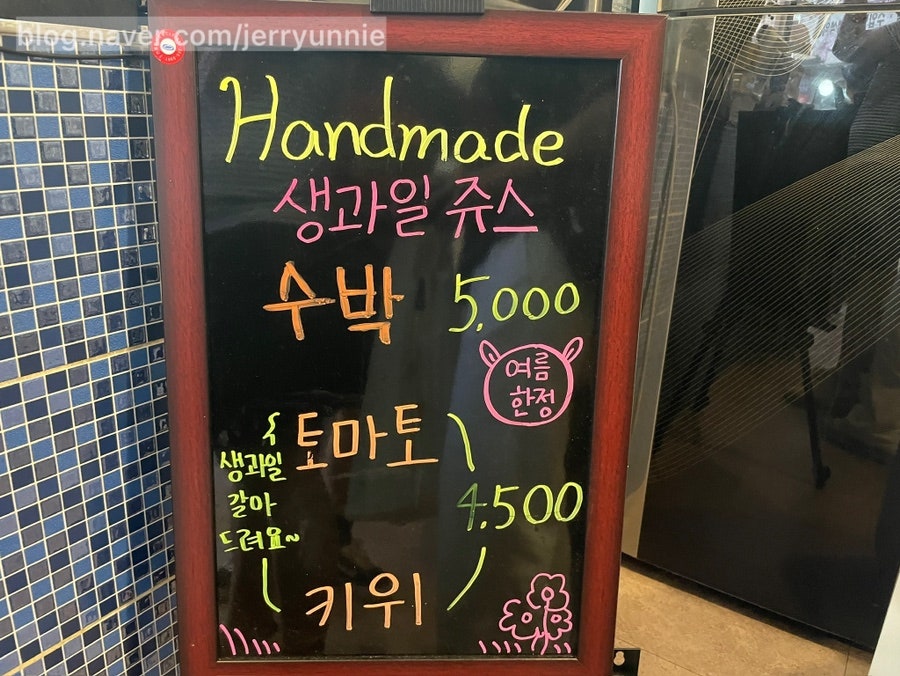 blog.naver.com/jerryunnie
Handmade
생과일 쥬스
수박 5,000
여름
한정
토마토
생과일
갈아
드려요~
4,500
키위